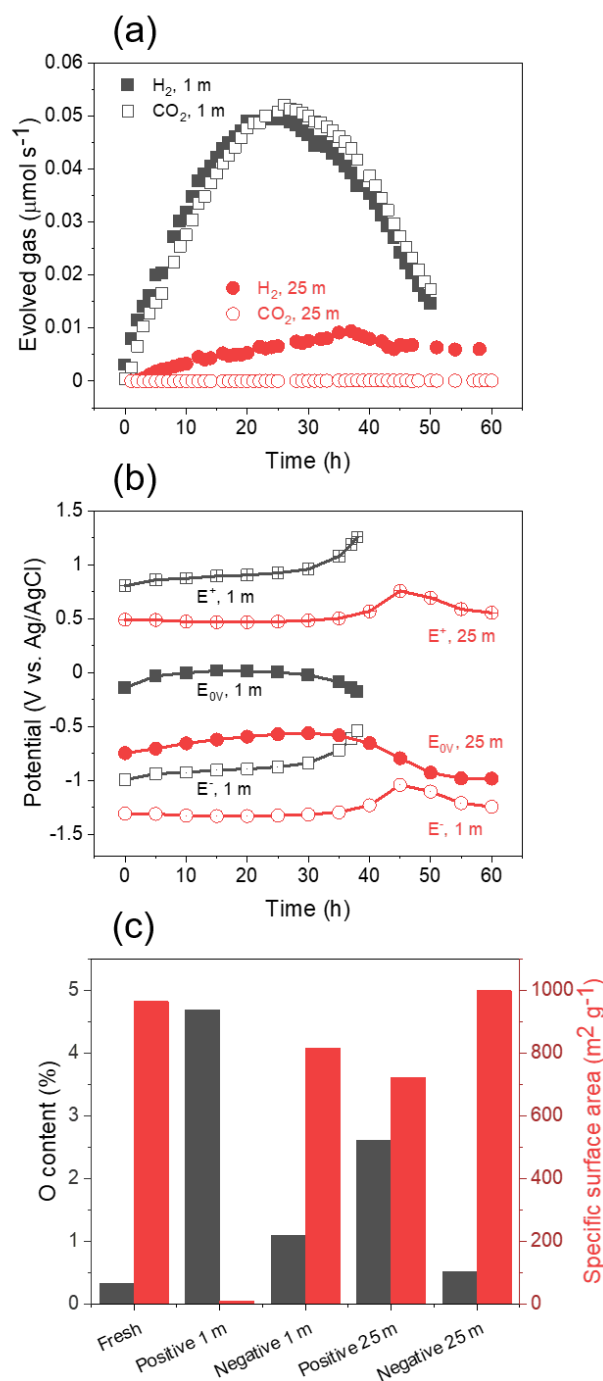 (a)
0.06
0.05
0.04
0.03
0.02
0.01
0
Evolved gas (μmol s⁻¹)
H₂, 1 m
CO₂, 1 m
H₂, 25 m
CO₂, 25 m
0 10 20 30 40 50 60
Time (h)
(b)
1.5
1
0.5
0
-0.5
-1
-1.5
Potential (V vs. Ag/AgCl)
E⁺, 1 m
E⁺, 25 m
E₀V, 1 m
E₀V, 25 m
E⁻, 1 m
E⁻, 1 m
0 10 20 30 40 50 60
Time (h)
(c)
5
4
3
2
1
0
O content (%)
1000
800
600
400
200
0
Specific surface area (m² g⁻¹)
Fresh
Positive 1 m
Negative 1 m
Positive 25 m
Negative 25 m